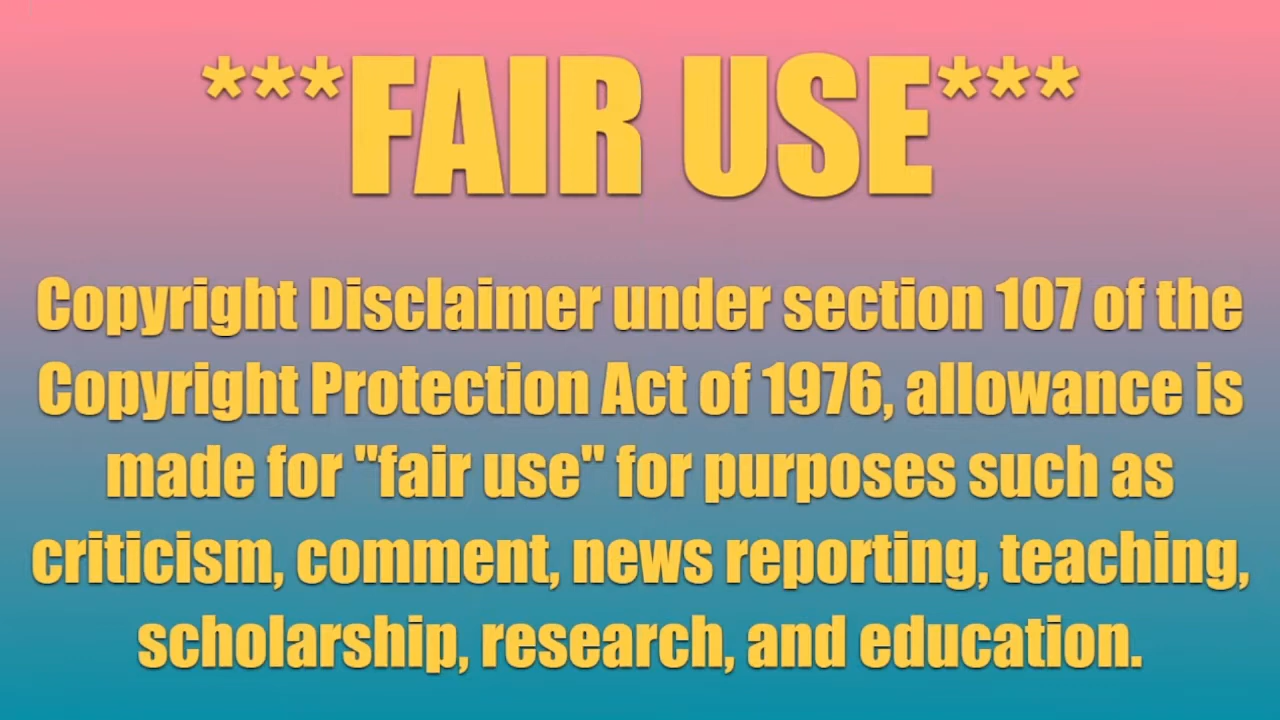 ***FAIR USE***
Copyright Disclaimer under section 107 of the
Copyright Protection Act of 1976, allowance is
made for "fair use" for purposes such as
criticism, comment, news reporting, teaching,
scholarship, research, and education.